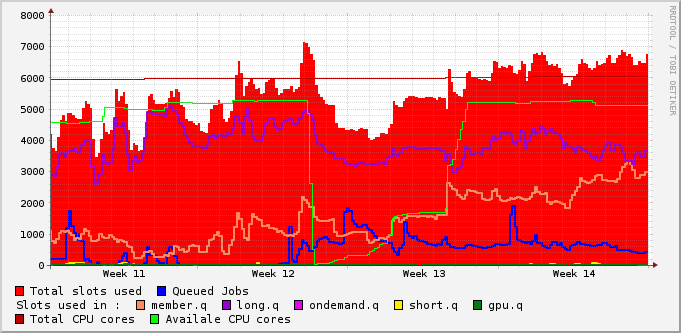 8000
7000
6000
5000
4000
3000
2000
1000
0
Week 11 Week 12 Week 13 Week 14
RRDTOOL / TOBI OETIKER
Total slots used Queued Jobs
Slots used in : member.q long.q ondemand.q short.q gpu.q
Total CPU cores Availale CPU cores